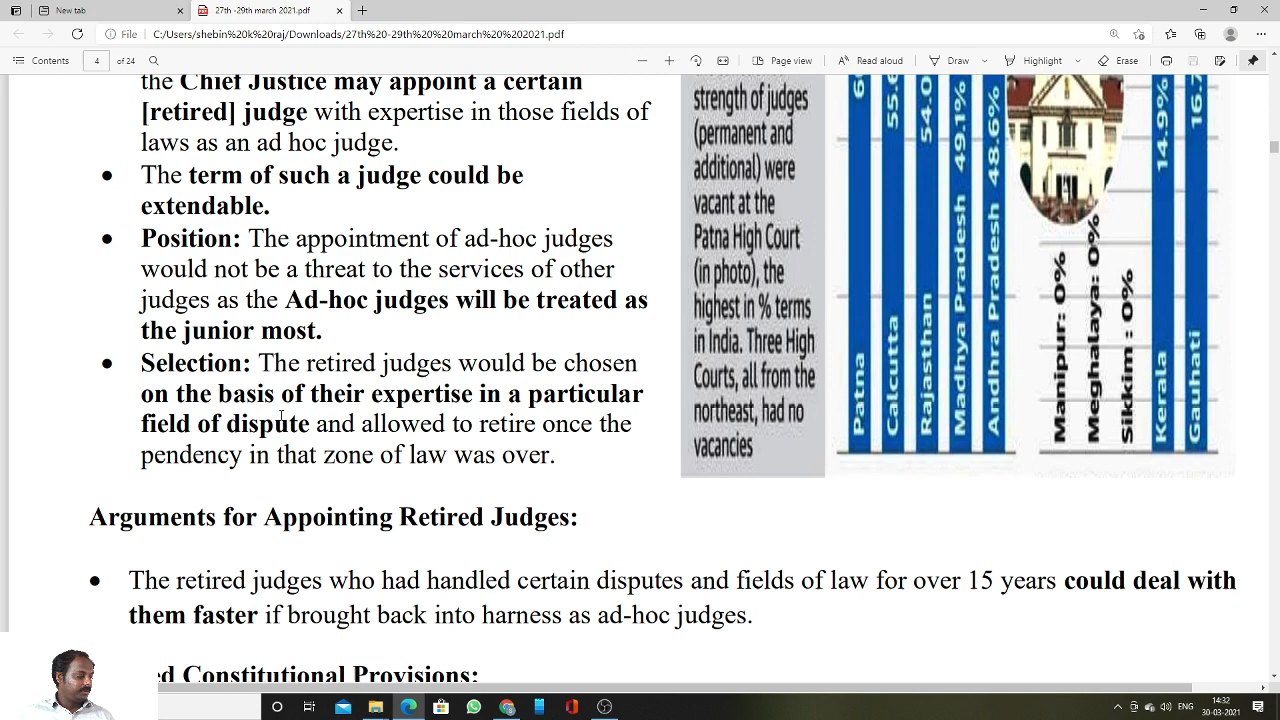 New tab
27th -29th march 2021.pdf
File C:/Users/shebin%20k%20raj/Downloads/27th%20-29th%20%20march%20%202021.pdf
Contents 4 of 24 Page view Read aloud Draw Highlight Erase
the Chief Justice may appoint a certain
[retired] judge with expertise in those fields of
laws as an ad hoc judge.
• The term of such a judge could be
extendable.
• Position: The appointment of ad-hoc judges
would not be a threat to the services of other
judges as the Ad-hoc judges will be treated as
the junior most.
• Selection: The retired judges would be chosen
on the basis of their expertise in a particular
field of dispute and allowed to retire once the
pendency in that zone of law was over.
strength of judges
(permanent and
additional) were
vacant at the
Patna High Court
(in photo), the
highest in % terms
in India. Three High
Courts, all from the
northeast, had no
vacancies
Patna
Calcutta
Rajasthan 54.0
Madhya Pradesh 49.1%
Andhra Pradesh 48.6%
Manipur: 0%
Meghalaya: 0%
Sikkim : 0%
Kerala 14.9%
Gauhati 16.7
Arguments for Appointing Retired Judges:
• The retired judges who had handled certain disputes and fields of law for over 15 years could deal with
them faster if brought back into harness as ad-hoc judges.
ed Constitutional Provisions:
ENG
14:32
30-03-2021